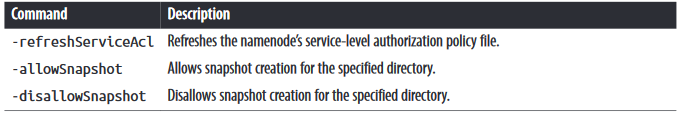 Command Description
-refreshServiceAcl Refreshes the namenode's service-level authorization policy file.
-allowSnapshot Allows snapshot creation for the specified directory.
-disallowSnapshot Disallows snapshot creation for the specified directory.